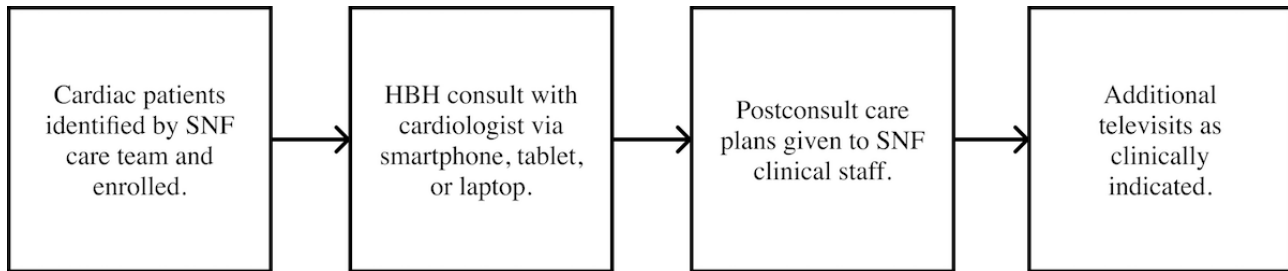 Cardiac patients
identified by SNF
care team and
enrolled.
HBH consult with
cardiologist via
smartphone, tablet,
or laptop.
Postconsult care
plans given to SNF
clinical staff.
Additional
televisits as
clinically
indicated.